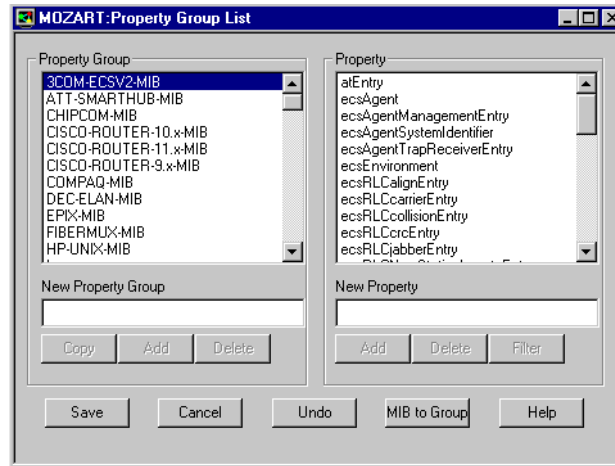 MOZART:Property Group List
Property Group
3COM-ECSV2-MIB
ATT-SMARTHUB-MIB
CHIPCOM-MIB
CISCO-ROUTER-10.x-MIB
CISCO-ROUTER-11.x-MIB
CISCO-ROUTER-9.x-MIB
COMPAQ-MIB
DEC-ELAN-MIB
EPIX-MIB
FIBERMUX-MIB
HP-UNIX-MIB
New Property Group
Copy Add Delete
Property
atEntry
ecsAgent
ecsAgentManagementEntry
ecsAgentSystemIdentifier
ecsAgentTrapReceiverEntry
ecsEnvironment
ecsRLCalignEntry
ecsRLCcarrierEntry
ecsRLCcollisionEntry
ecsRLCcrcEntry
ecsRLCjabberEntry
New Property
Add Delete Filter
Save Cancel Undo MIB to Group Help